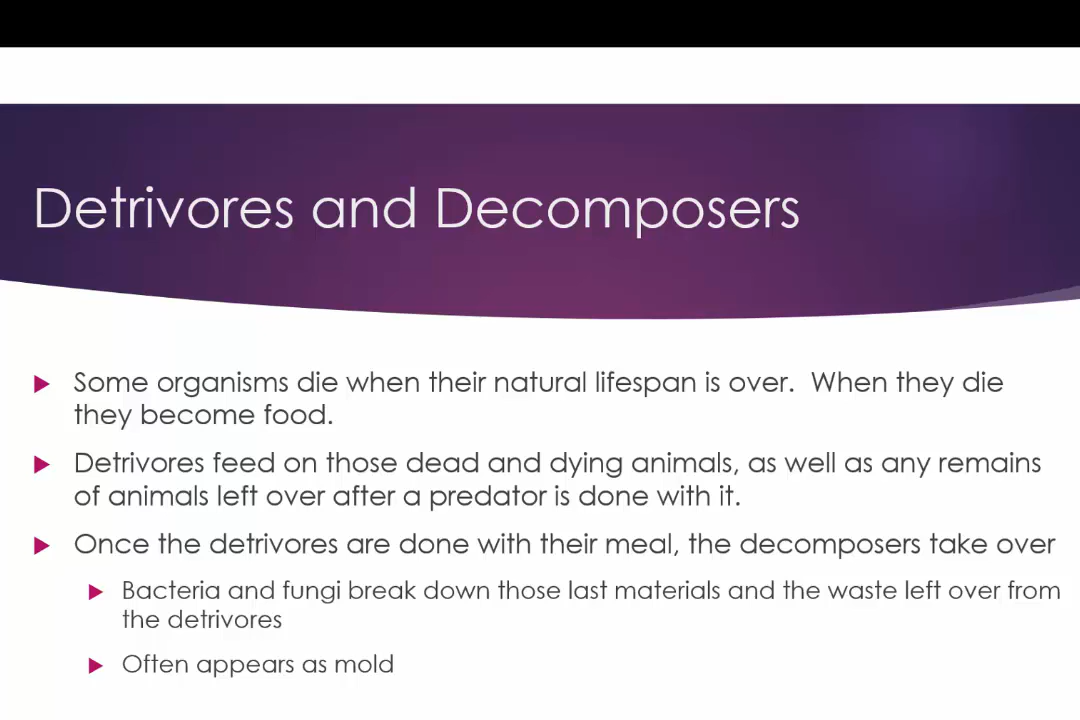 Detrivores and Decomposers
Some organisms die when their natural lifespan is over.  When they die
they become food.
Detrivores feed on those dead and dying animals, as well as any remains
of animals left over after a predator is done with it.
Once the detrivores are done with their meal, the decomposers take over
Bacteria and fungi break down those last materials and the waste left over from
the detrivores
Often appears as mold